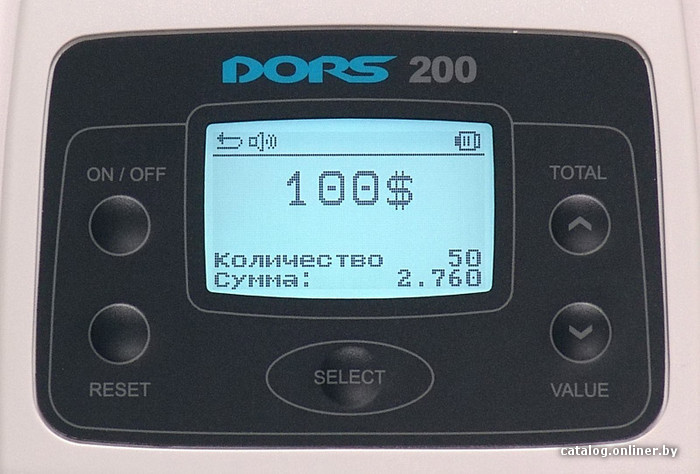 DORS 200
ON / OFF
TOTAL
100$
Количество 50
Сумма: 2.760
RESET
SELECT
VALUE
catalog.onliner.by